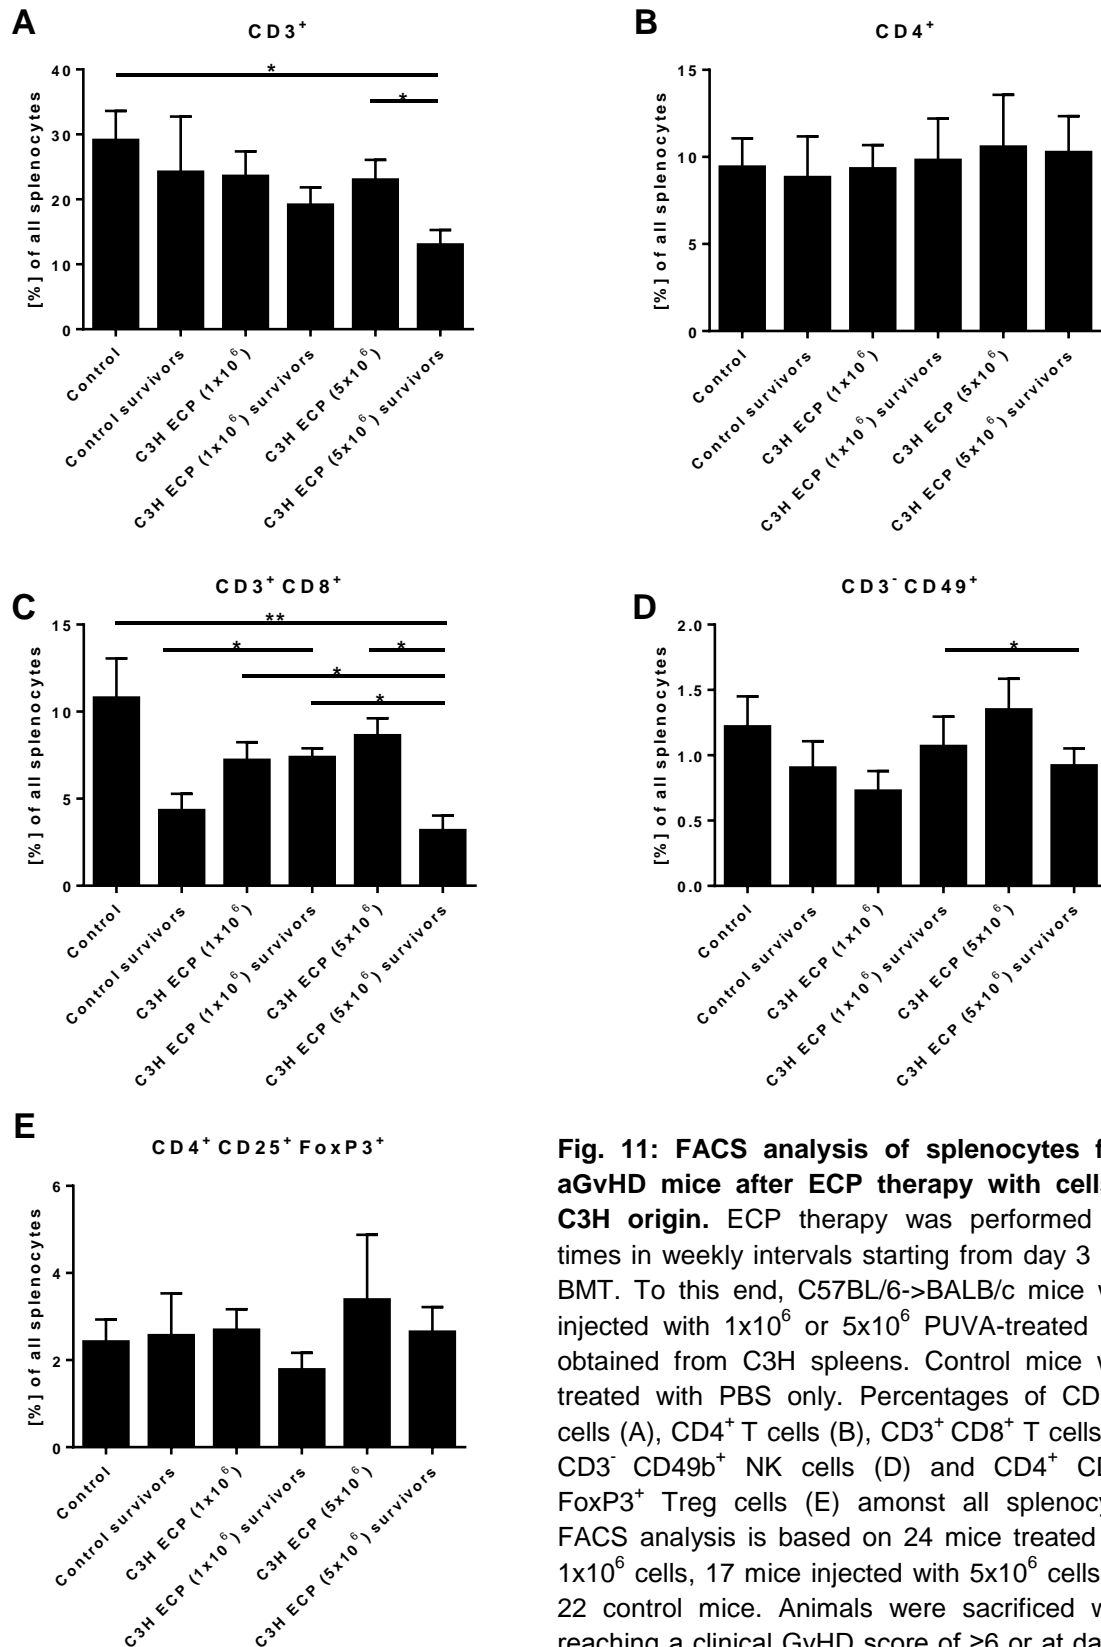 A
CD3⁺
[%] of all splenocytes
40
30
20
10
0
*
*
Control
Control survivors
C3H ECP (1x10⁶)
C3H ECP (1x10⁶) survivors
C3H ECP (5x10⁶)
C3H ECP (5x10⁶) survivors
B
CD4⁺
[%] of all splenocytes
15
10
5
0
Control
Control survivors
C3H ECP (1x10⁶)
C3H ECP (1x10⁶) survivors
C3H ECP (5x10⁶)
C3H ECP (5x10⁶) survivors
C
CD3⁺ CD8⁺
[%] of all splenocytes
15
10
5
0
**
*
*
*
*
Control
Control survivors
C3H ECP (1x10⁶)
C3H ECP (1x10⁶) survivors
C3H ECP (5x10⁶)
C3H ECP (5x10⁶) survivors
D
CD3⁻ CD49⁺
[%] of all splenocytes
2.0
1.5
1.0
0.5
0.0
*
Control
Control survivors
C3H ECP (1x10⁶)
C3H ECP (1x10⁶) survivors
C3H ECP (5x10⁶)
C3H ECP (5x10⁶) survivors
E
CD4⁺ CD25⁺ FoxP3⁺
[%] of all splenocytes
6
4
2
0
Control
Control survivors
C3H ECP (1x10⁶)
C3H ECP (1x10⁶) survivors
C3H ECP (5x10⁶)
C3H ECP (5x10⁶) survivors
Fig. 11: FACS analysis of splenocytes
aGvHD mice after ECP therapy with cells
C3H origin. ECP therapy was performed
times in weekly intervals starting from day 3
BMT. To this end, C57BL/6->BALB/c mice
injected with 1x10⁶ or 5x10⁶ PUVA-treated
obtained from C3H spleens. Control mice
treated with PBS only. Percentages of
cells (A), CD4⁺ T cells (B), CD3⁺ CD8⁺ T cells
CD3⁻ CD49b⁺ NK cells (D) and CD4⁺
FoxP3⁺ Treg cells (E) amonst all
FACS analysis is based on 24 mice treated
1x10⁶ cells, 17 mice injected with 5x10⁶ cells
22 control mice. Animals were sacrificed
reaching a clinical GvHD score of ≥6 or at